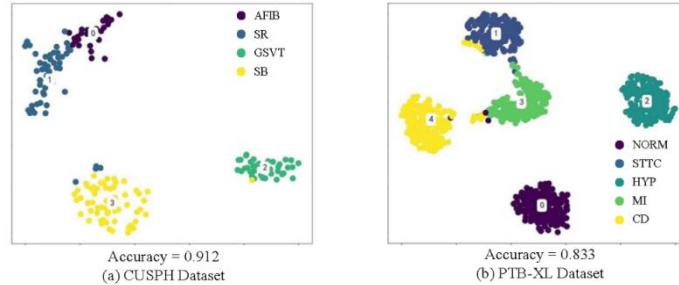 AFIB
SR
GSVT
SB
0
1
2
3
Accuracy = 0.912
(a) CUSPH Dataset
1
3
4
2
0
NORM
STTC
HYP
MI
CD
Accuracy = 0.833
(b) PTB-XL Dataset